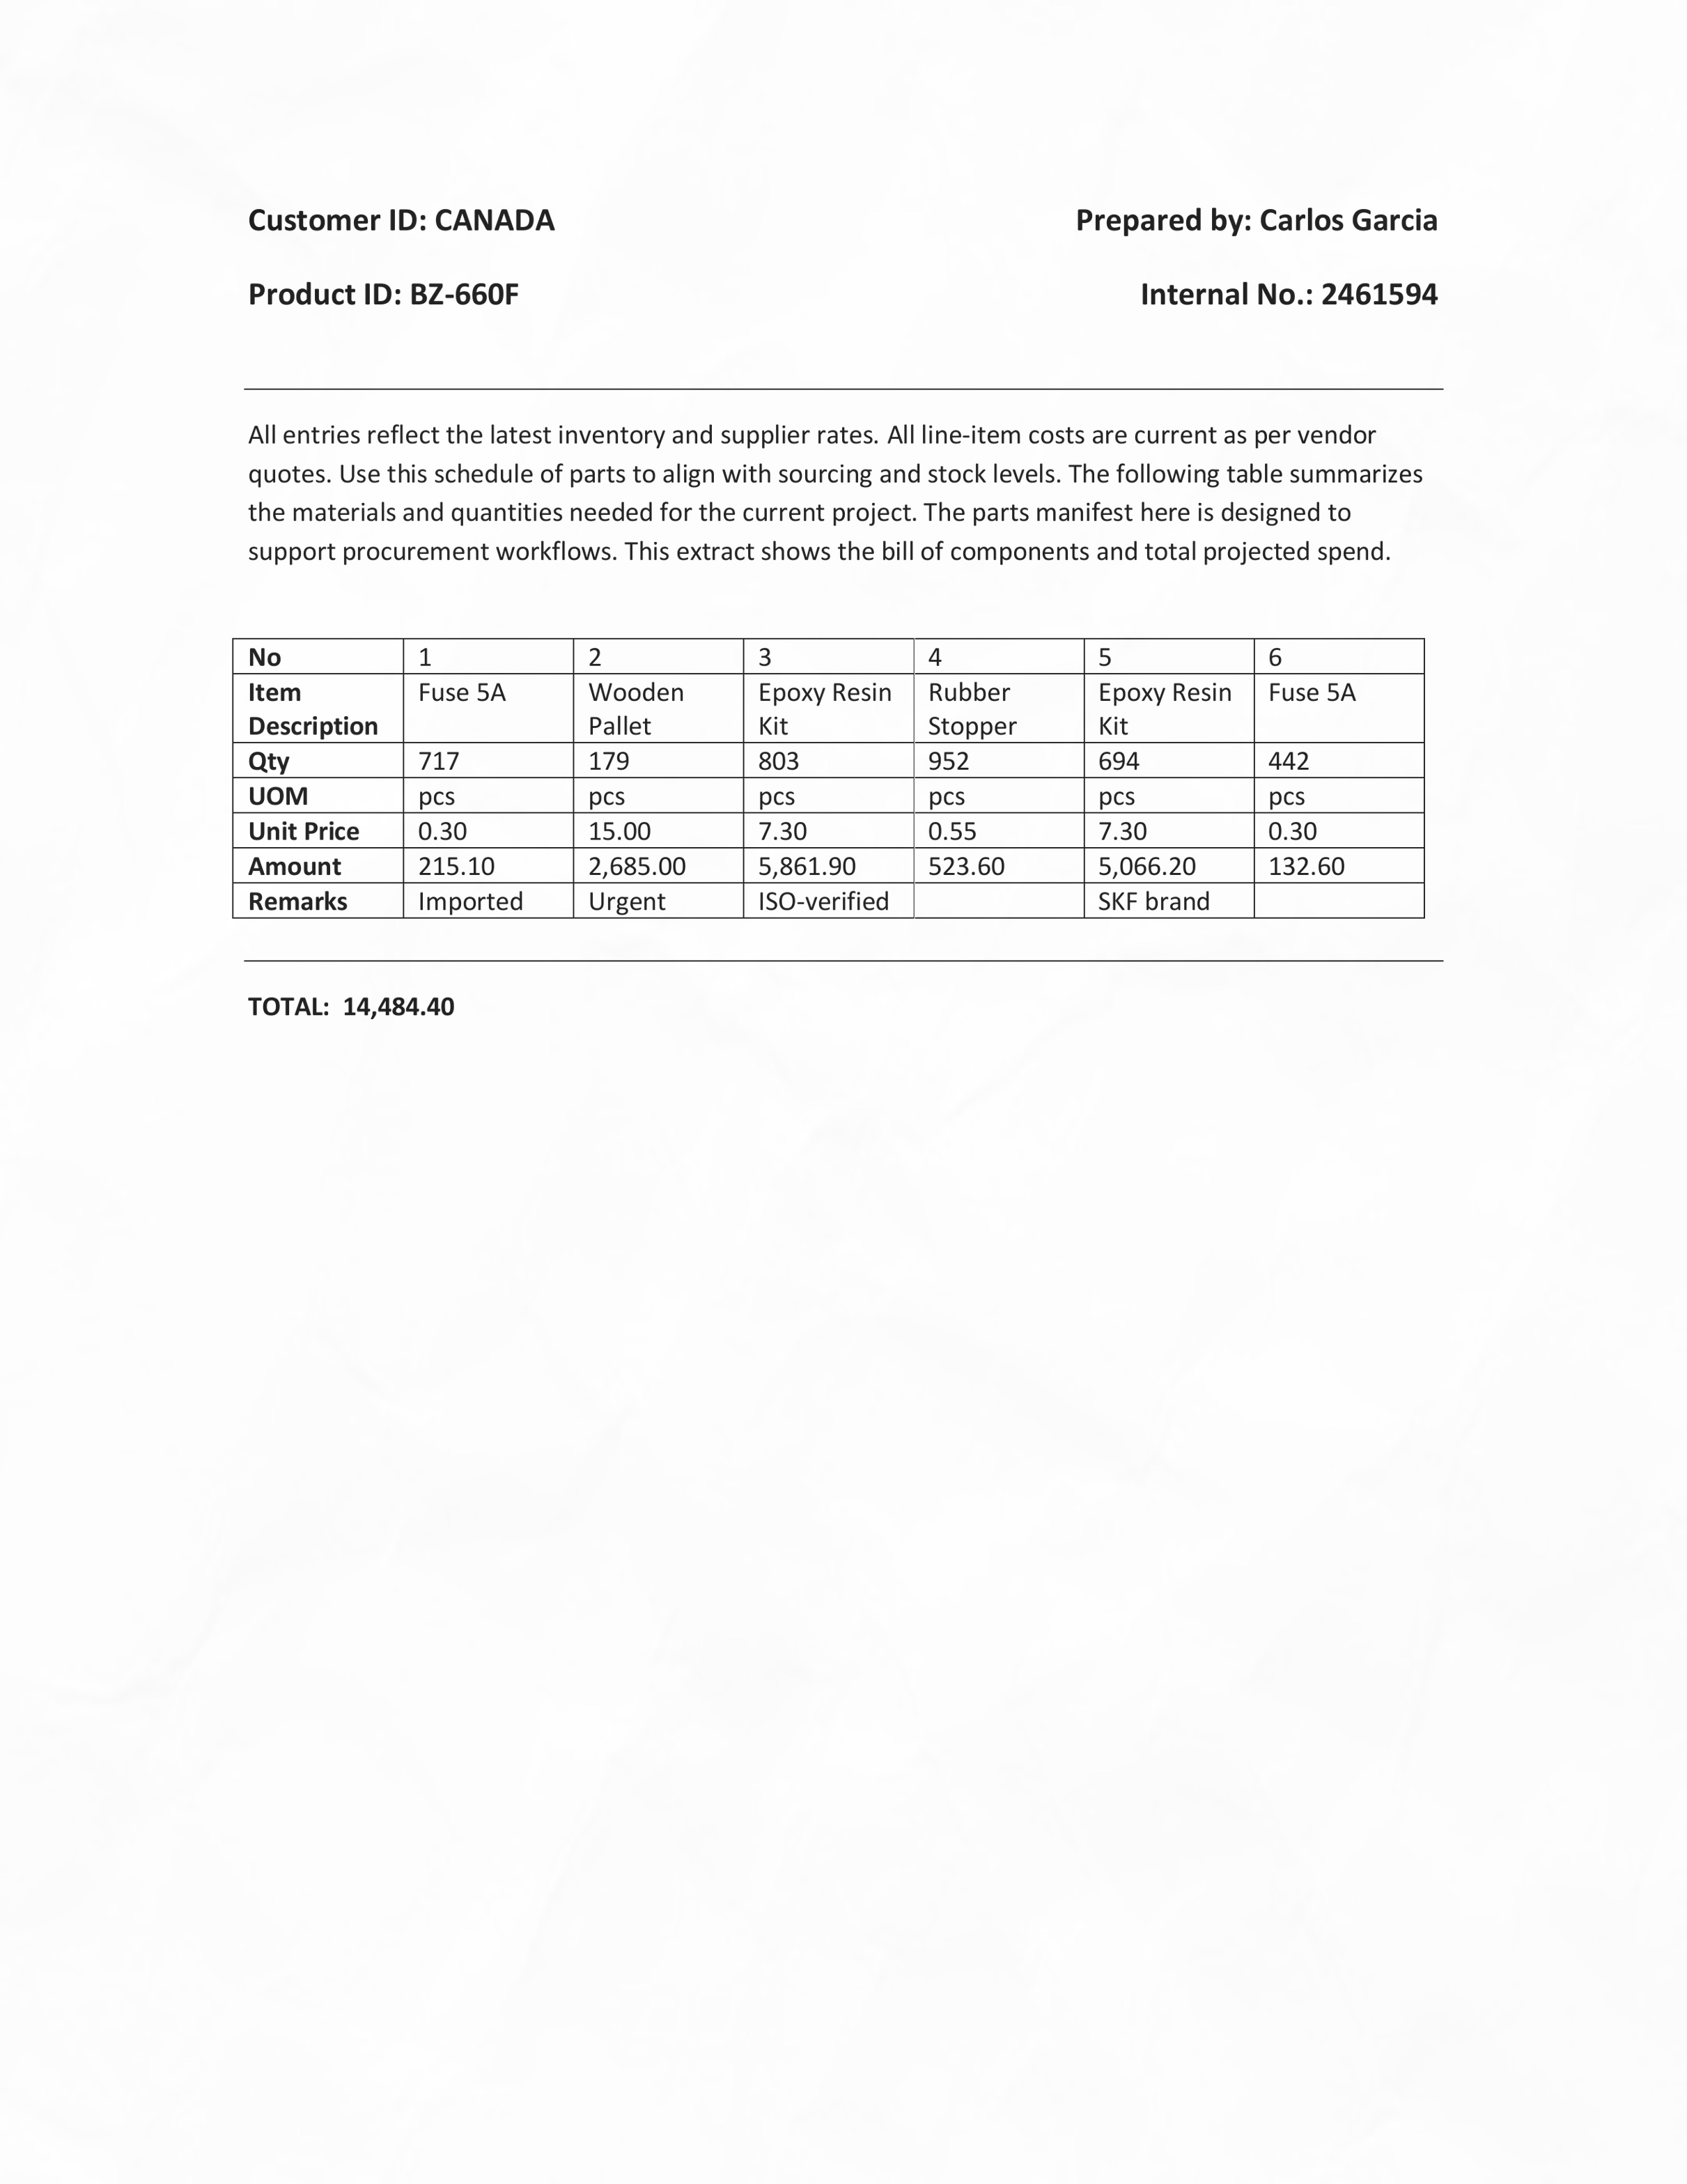 Customer ID: CANADA Prepared by: Carlos Garcia
Product ID: BZ-660F Internal No.: 2461594
All entries reflect the latest inventory and supplier rates. All line-item costs are current as per vendor
quotes. Use this schedule of parts to align with sourcing and stock levels. The following table summarizes
the materials and quantities needed for the current project. The parts manifest here is designed to
support procurement workflows. This extract shows the bill of components and total projected spend.
No 1 2 3 4 5 6
Item Fuse 5A Wooden Epoxy Resin Rubber Epoxy Resin Fuse 5A
Description Pallet Kit Stopper Kit
Qty 717 179 803 952 694 442
UOM pcs pcs pcs pcs pcs pcs
Unit Price 0.30 15.00 7.30 0.55 7.30 0.30
Amount 215.10 2,685.00 5,861.90 523.60 5,066.20 132.60
Remarks Imported Urgent ISO-verified SKF brand
TOTAL: 14,484.40